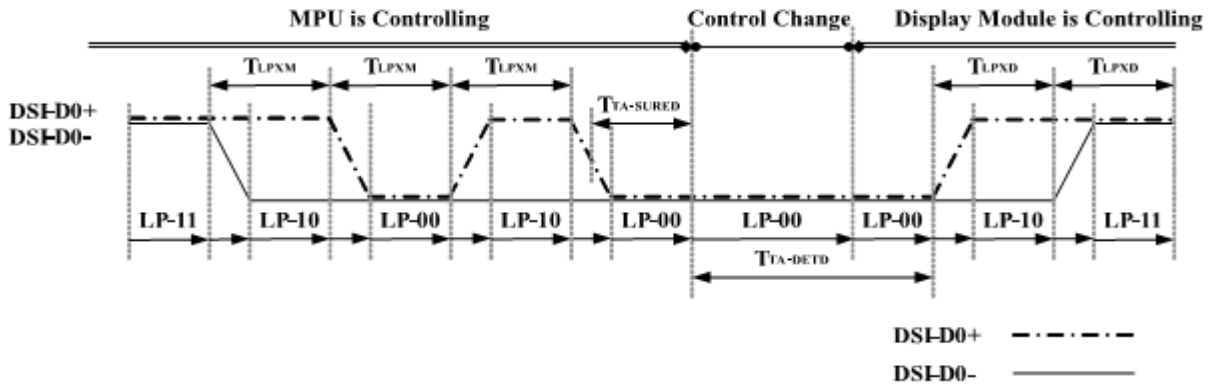 MPU is Controlling Control Change Display Module is Controlling
TLPXM TLPXM TLPXM TLPXD TLPXD
TTA-SURED
DSI-D0+
DSI-D0-
LP-11 LP-10 LP-00 LP-10 LP-00 LP-00 LP-00 LP-10 LP-11
TTA-DETD
DSI-D0+
DSI-D0-